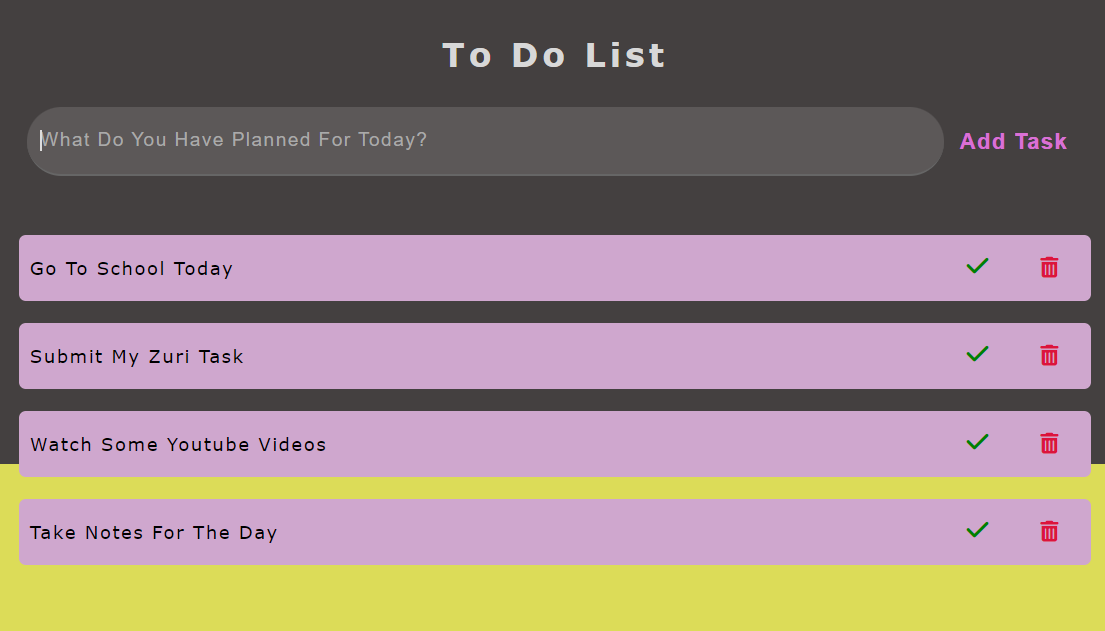 To Do List
What Do You Have Planned For Today?
Add Task
Go To School Today
Submit My Zuri Task
Watch Some Youtube Videos
Take Notes For The Day